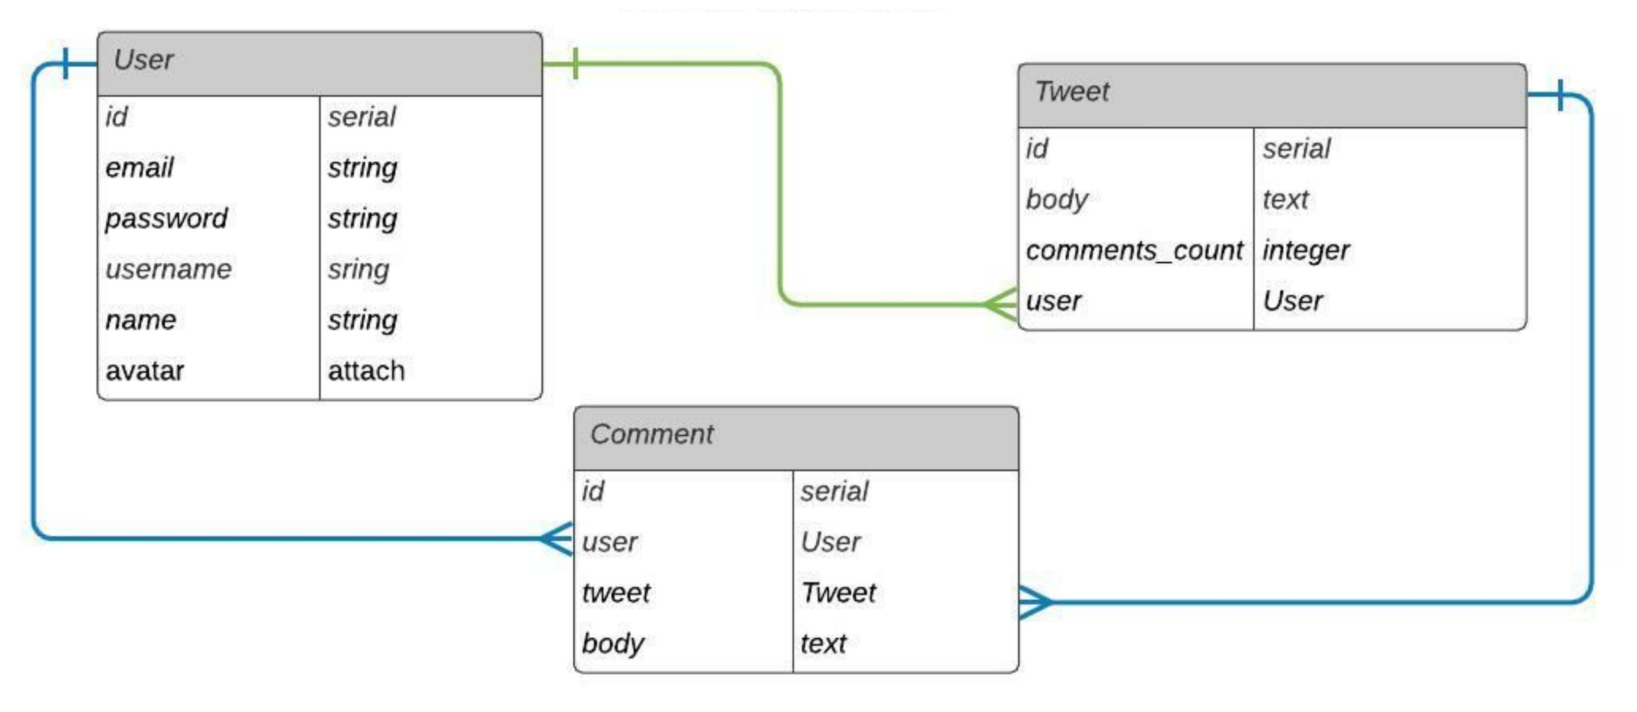 User
id serial
email string
password string
username sring
name string
avatar attach
Tweet
id serial
body text
comments_count integer
user User
Comment
id serial
user User
tweet Tweet
body text